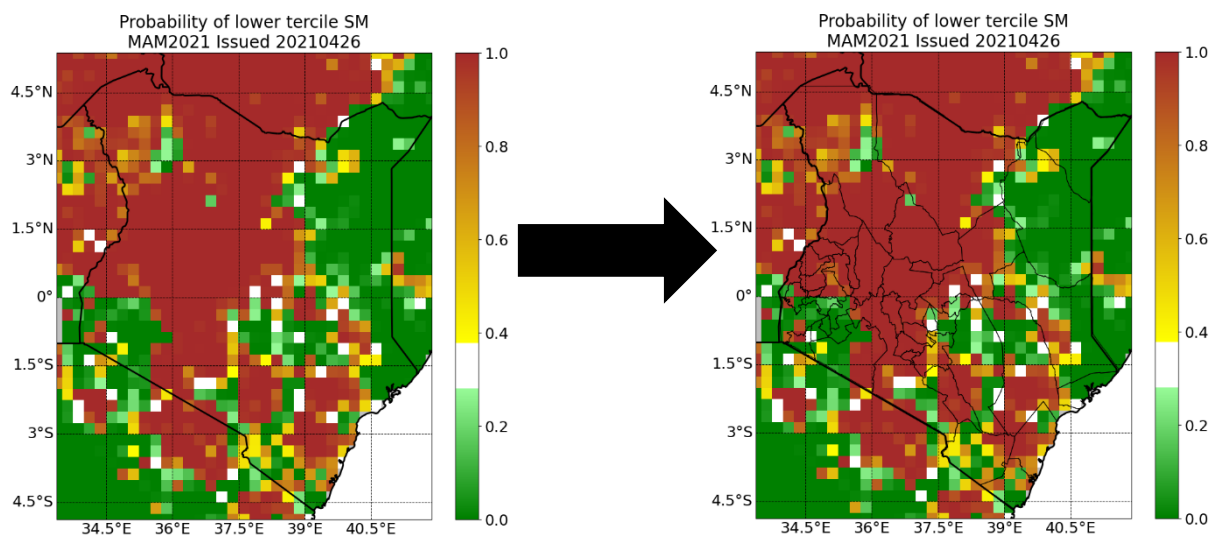 Probability of lower tercile SM
MAM2021 Issued 20210426
4.5°N
3°N
1.5°N
0°
1.5°S
3°S
4.5°S
34.5°E 36°E 37.5°E 39°E 40.5°E
1.0
0.8
0.6
0.4
0.2
0.0
Probability of lower tercile SM
MAM2021 Issued 20210426
4.5°N
3°N
1.5°N
0°
1.5°S
3°S
4.5°S
34.5°E 36°E 37.5°E 39°E 40.5°E
1.0
0.8
0.6
0.4
0.2
0.0